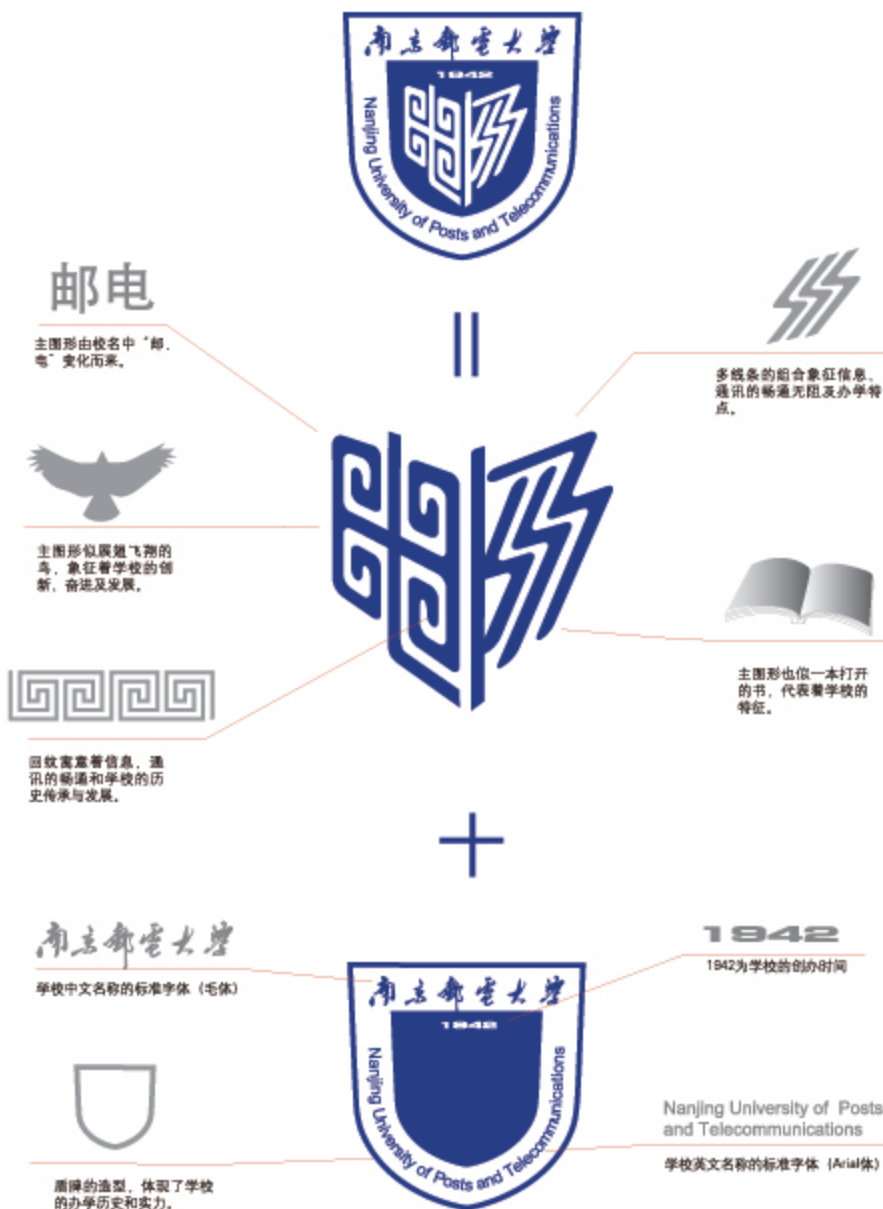 南京邮电大学
1942
Nanjing University of Posts and Telecommunications
邮电
主图形由校名中“邮、
电”变化而来。
多线条的组合象征信息、
通讯的畅通无阻及办学特
点。
主图形似展翅飞翔的
鸟，象征着学校的创
新、奋进及发展。
主图形也似一本打开
的书，代表着学校的
特征。
回纹寓意着信息、通
讯的畅通和学校的历
史传承与发展。
南京邮电大学
学校中文名称的标准字体（毛体）
1942
1942为学校的创办时间
南京邮电大学
1942
Nanjing University of Posts and Telecommunications
Nanjing University of Posts
and Telecommunications
学校英文名称的标准字体（Arial体）
盾牌的造型，体现了学校
的办学历史和实力。